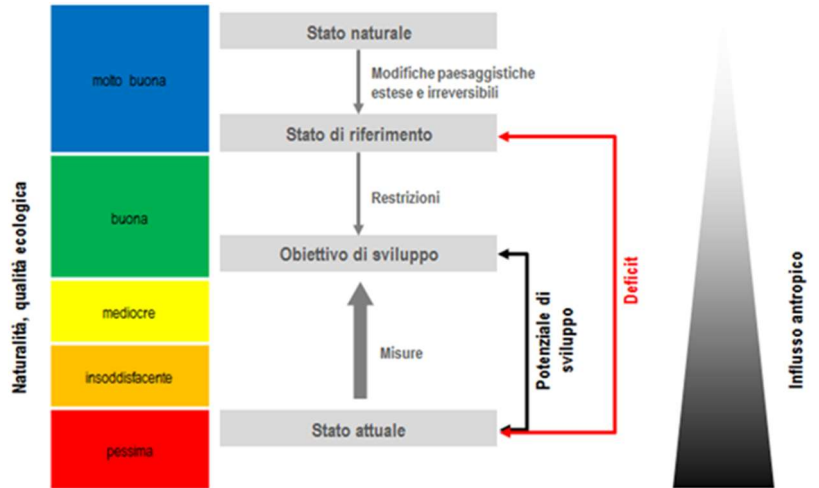 Naturalità, qualità ecologica
molto buona
buona
mediocre
insoddisfacente
pessima
Stato naturale
Modifiche paesaggistiche
estese e irreversibili
Stato di riferimento
Restrizioni
Obiettivo di sviluppo
Misure
Stato attuale
Potenziale di
sviluppo
Deficit
Influsso antropico